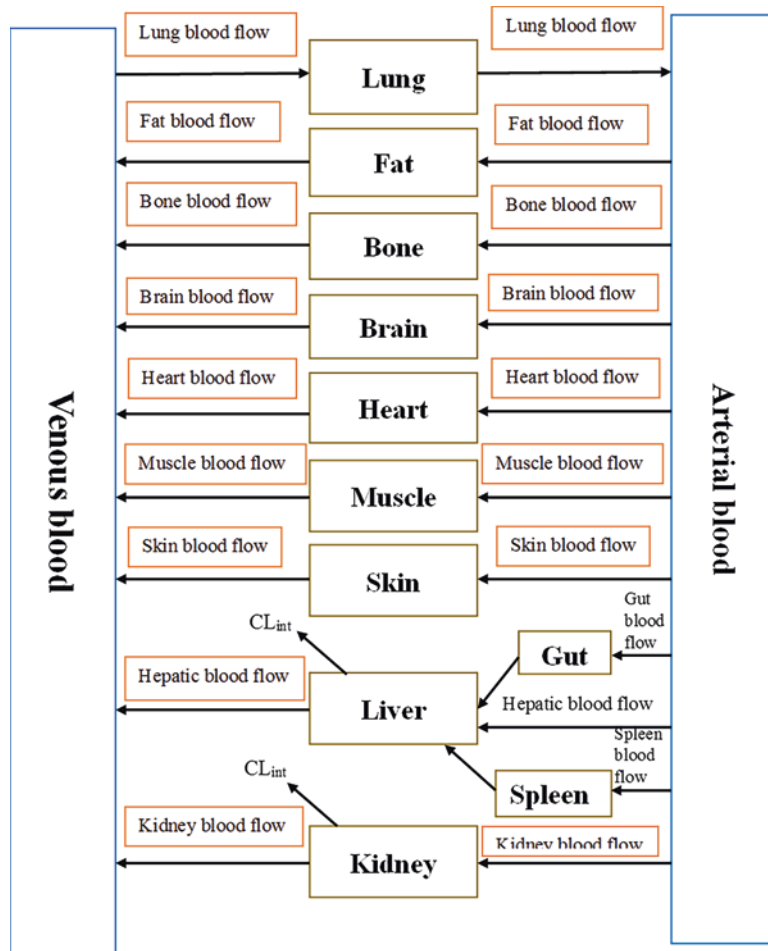 Lung blood flow
Lung blood flow
Lung
Fat blood flow
Fat blood flow
Fat
Bone blood flow
Bone blood flow
Bone
Brain blood flow
Brain blood flow
Brain
Heart blood flow
Heart blood flow
Heart
Muscle blood flow
Muscle blood flow
Muscle
Skin blood flow
Skin blood flow
Skin
Venous blood
Arterial blood
CLint
Gut
blood
flow
Gut
Hepatic blood flow
Liver
Hepatic blood flow
Spleen
blood
flow
CLint
Spleen
Kidney blood flow
Kidney blood flow
Kidney